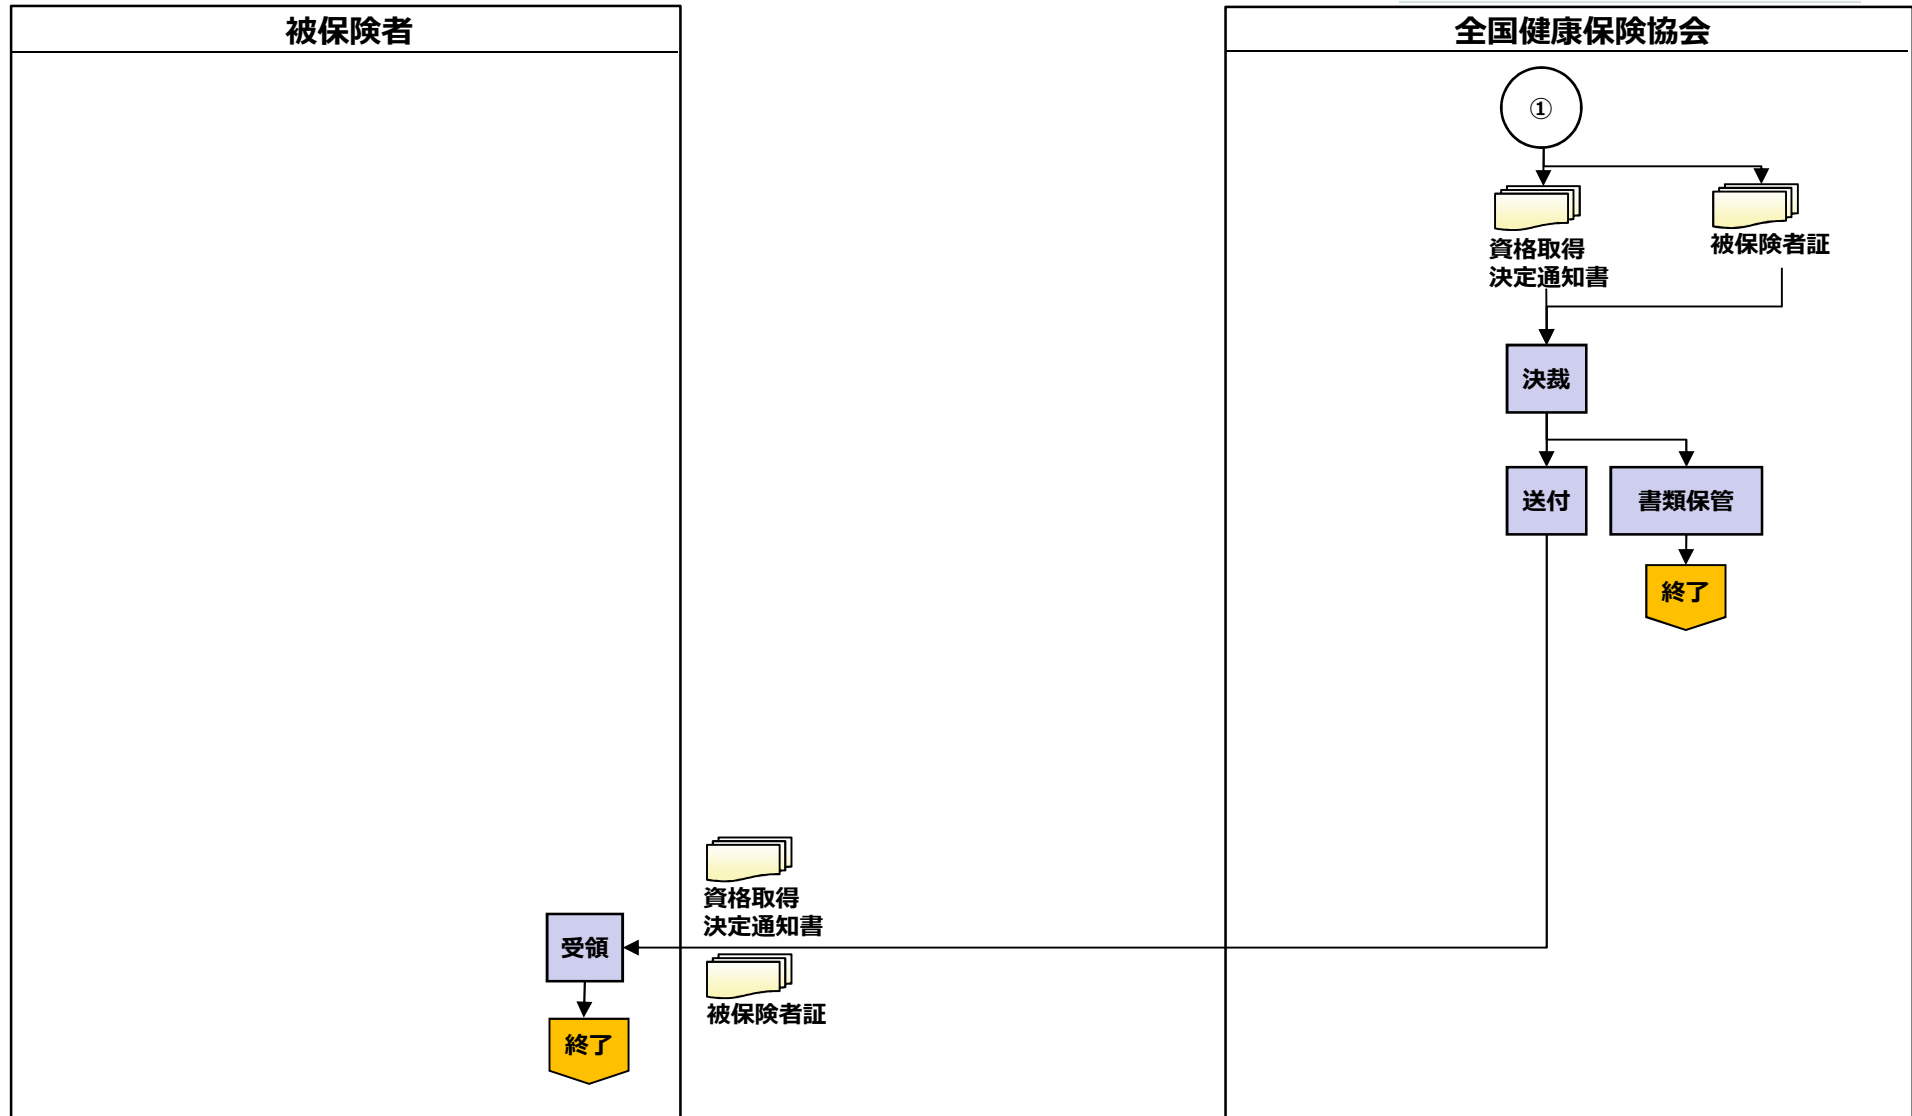 被保険者
全国健康保険協会
①
資格取得
決定通知書
被保険者証
決裁
送付
書類保管
終了
資格取得
決定通知書
受領
被保険者証
終了